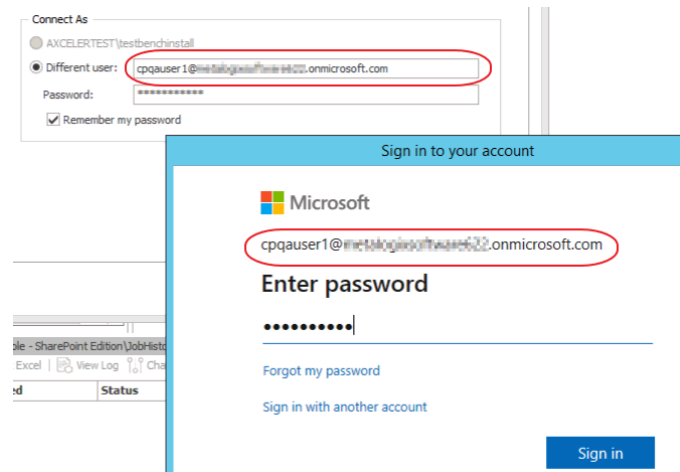 Connect As
AXCELERTEST\testbenchinstall
Different user: cpqauser1@ .onmicrosoft.com
Password: ***********
Remember my password
Sign in to your account
Microsoft
cpqauser1@ .onmicrosoft.com
Enter password
••••••••••
Forgot my password
Sign in with another account
Sign in
ple - SharePoint Edition\JobHisto
Excel | View Log Cha
ed Status